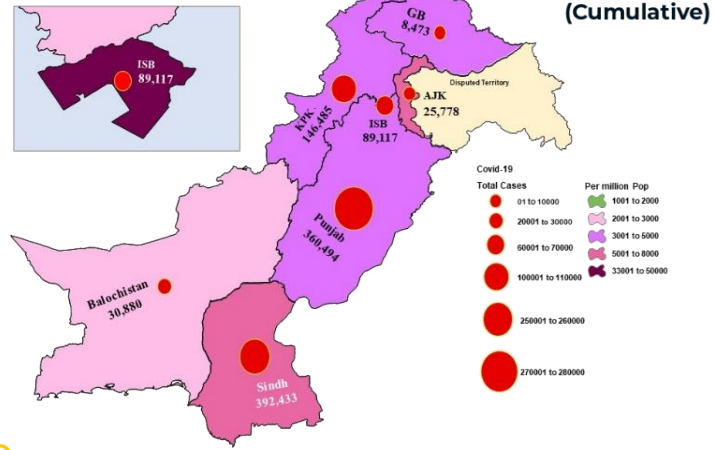 (Cumulative)
ISB
89,117
GB
8,473
Disputed Territory
AJK
25,778
KPK
146,485
ISB
89,117
Punjab
360,494
Balochistan
30,880
Sindh
392,433
Covid-19
Total Cases
01 to 10000
20001 to 30000
60001 to 70000
100001 to 110000
250001 to 260000
270001 to 280000
Per million Pop
1001 to 2000
2001 to 3000
3001 to 5000
5001 to 8000
33001 to 50000